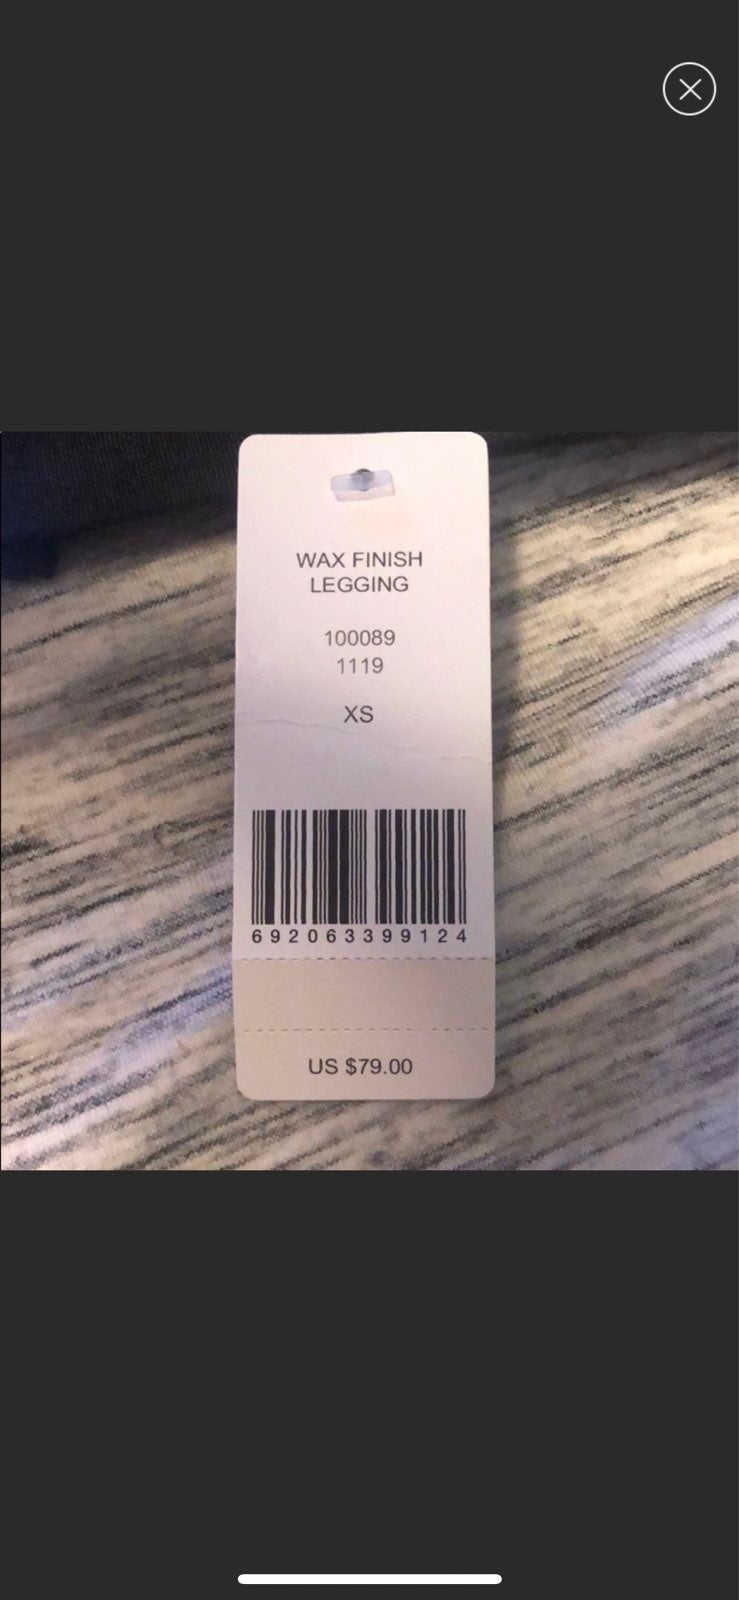 WAX FINISH
LEGGING
100089
1119
XS
692063399124
US $79.00